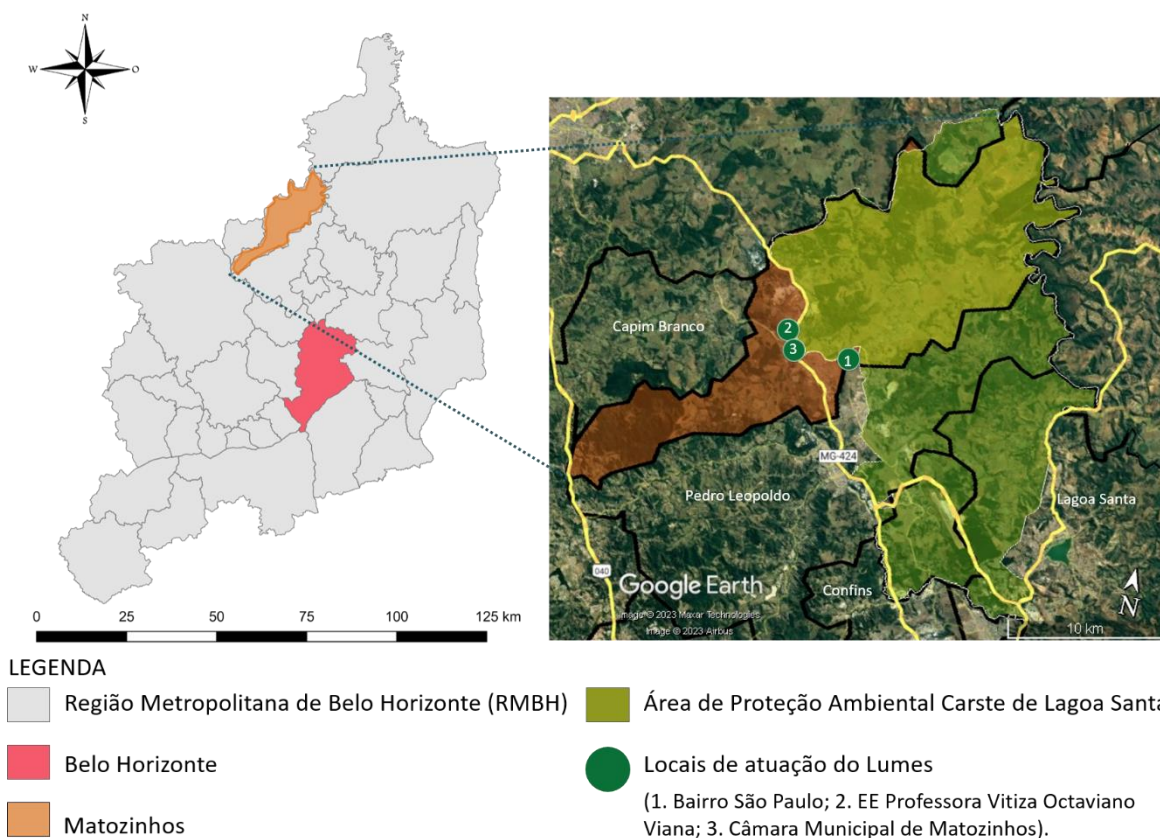 N
W
O
S
Capim Branco
2
3
1
MG-424
Pedro Leopoldo
Lagoa Santa
040
Google Earth
Confins
Image © 2023 Maxar Technologies
Image © 2023 Airbus
N
10 km
0 25 50 75 100 125 km
LEGENDA
Região Metropolitana de Belo Horizonte (RMBH)
Área de Proteção Ambiental Carste de Lagoa Santa
Belo Horizonte
Locais de atuação do Lumes
(1. Bairro São Paulo; 2. EE Professora Vitiza Octaviano
Viana; 3. Câmara Municipal de Matozinhos).
Matozinhos